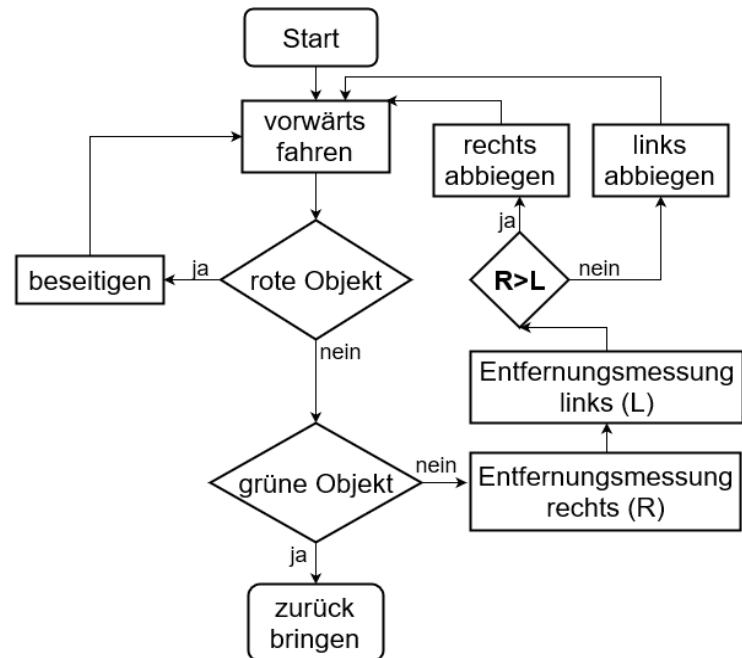 Start
vorwärts
fahren
rechts
abbiegen
links
abbiegen
ja
R>L
nein
beseitigen
ja
rote Objekt
nein
Entfernungsmessung
links (L)
grüne Objekt
nein
Entfernungsmessung
rechts (R)
ja
zurück
bringen